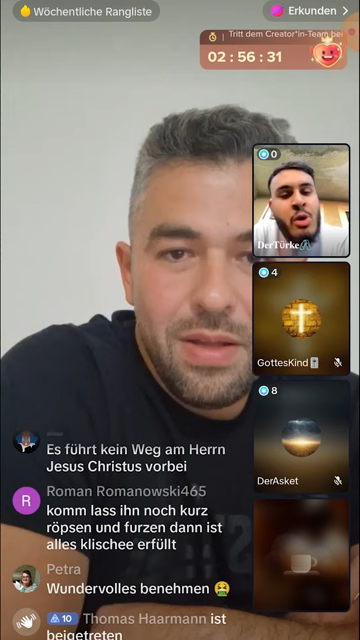 Wöchentliche Rangliste
Erkunden
Tritt dem Creator*in-Team bei
02 : 56 : 31
0
DerTürke
4
GottesKind
8
DerAsket
Es führt kein Weg am Herrn
Jesus Christus vorbei
R
Roman Romanowski465
komm lass ihn noch kurz
röpsen und furzen dann ist
alles klischee erfüllt
Petra
Wundervolles benehmen 🤮
10 Thomas Haarmann ist
beigetreten